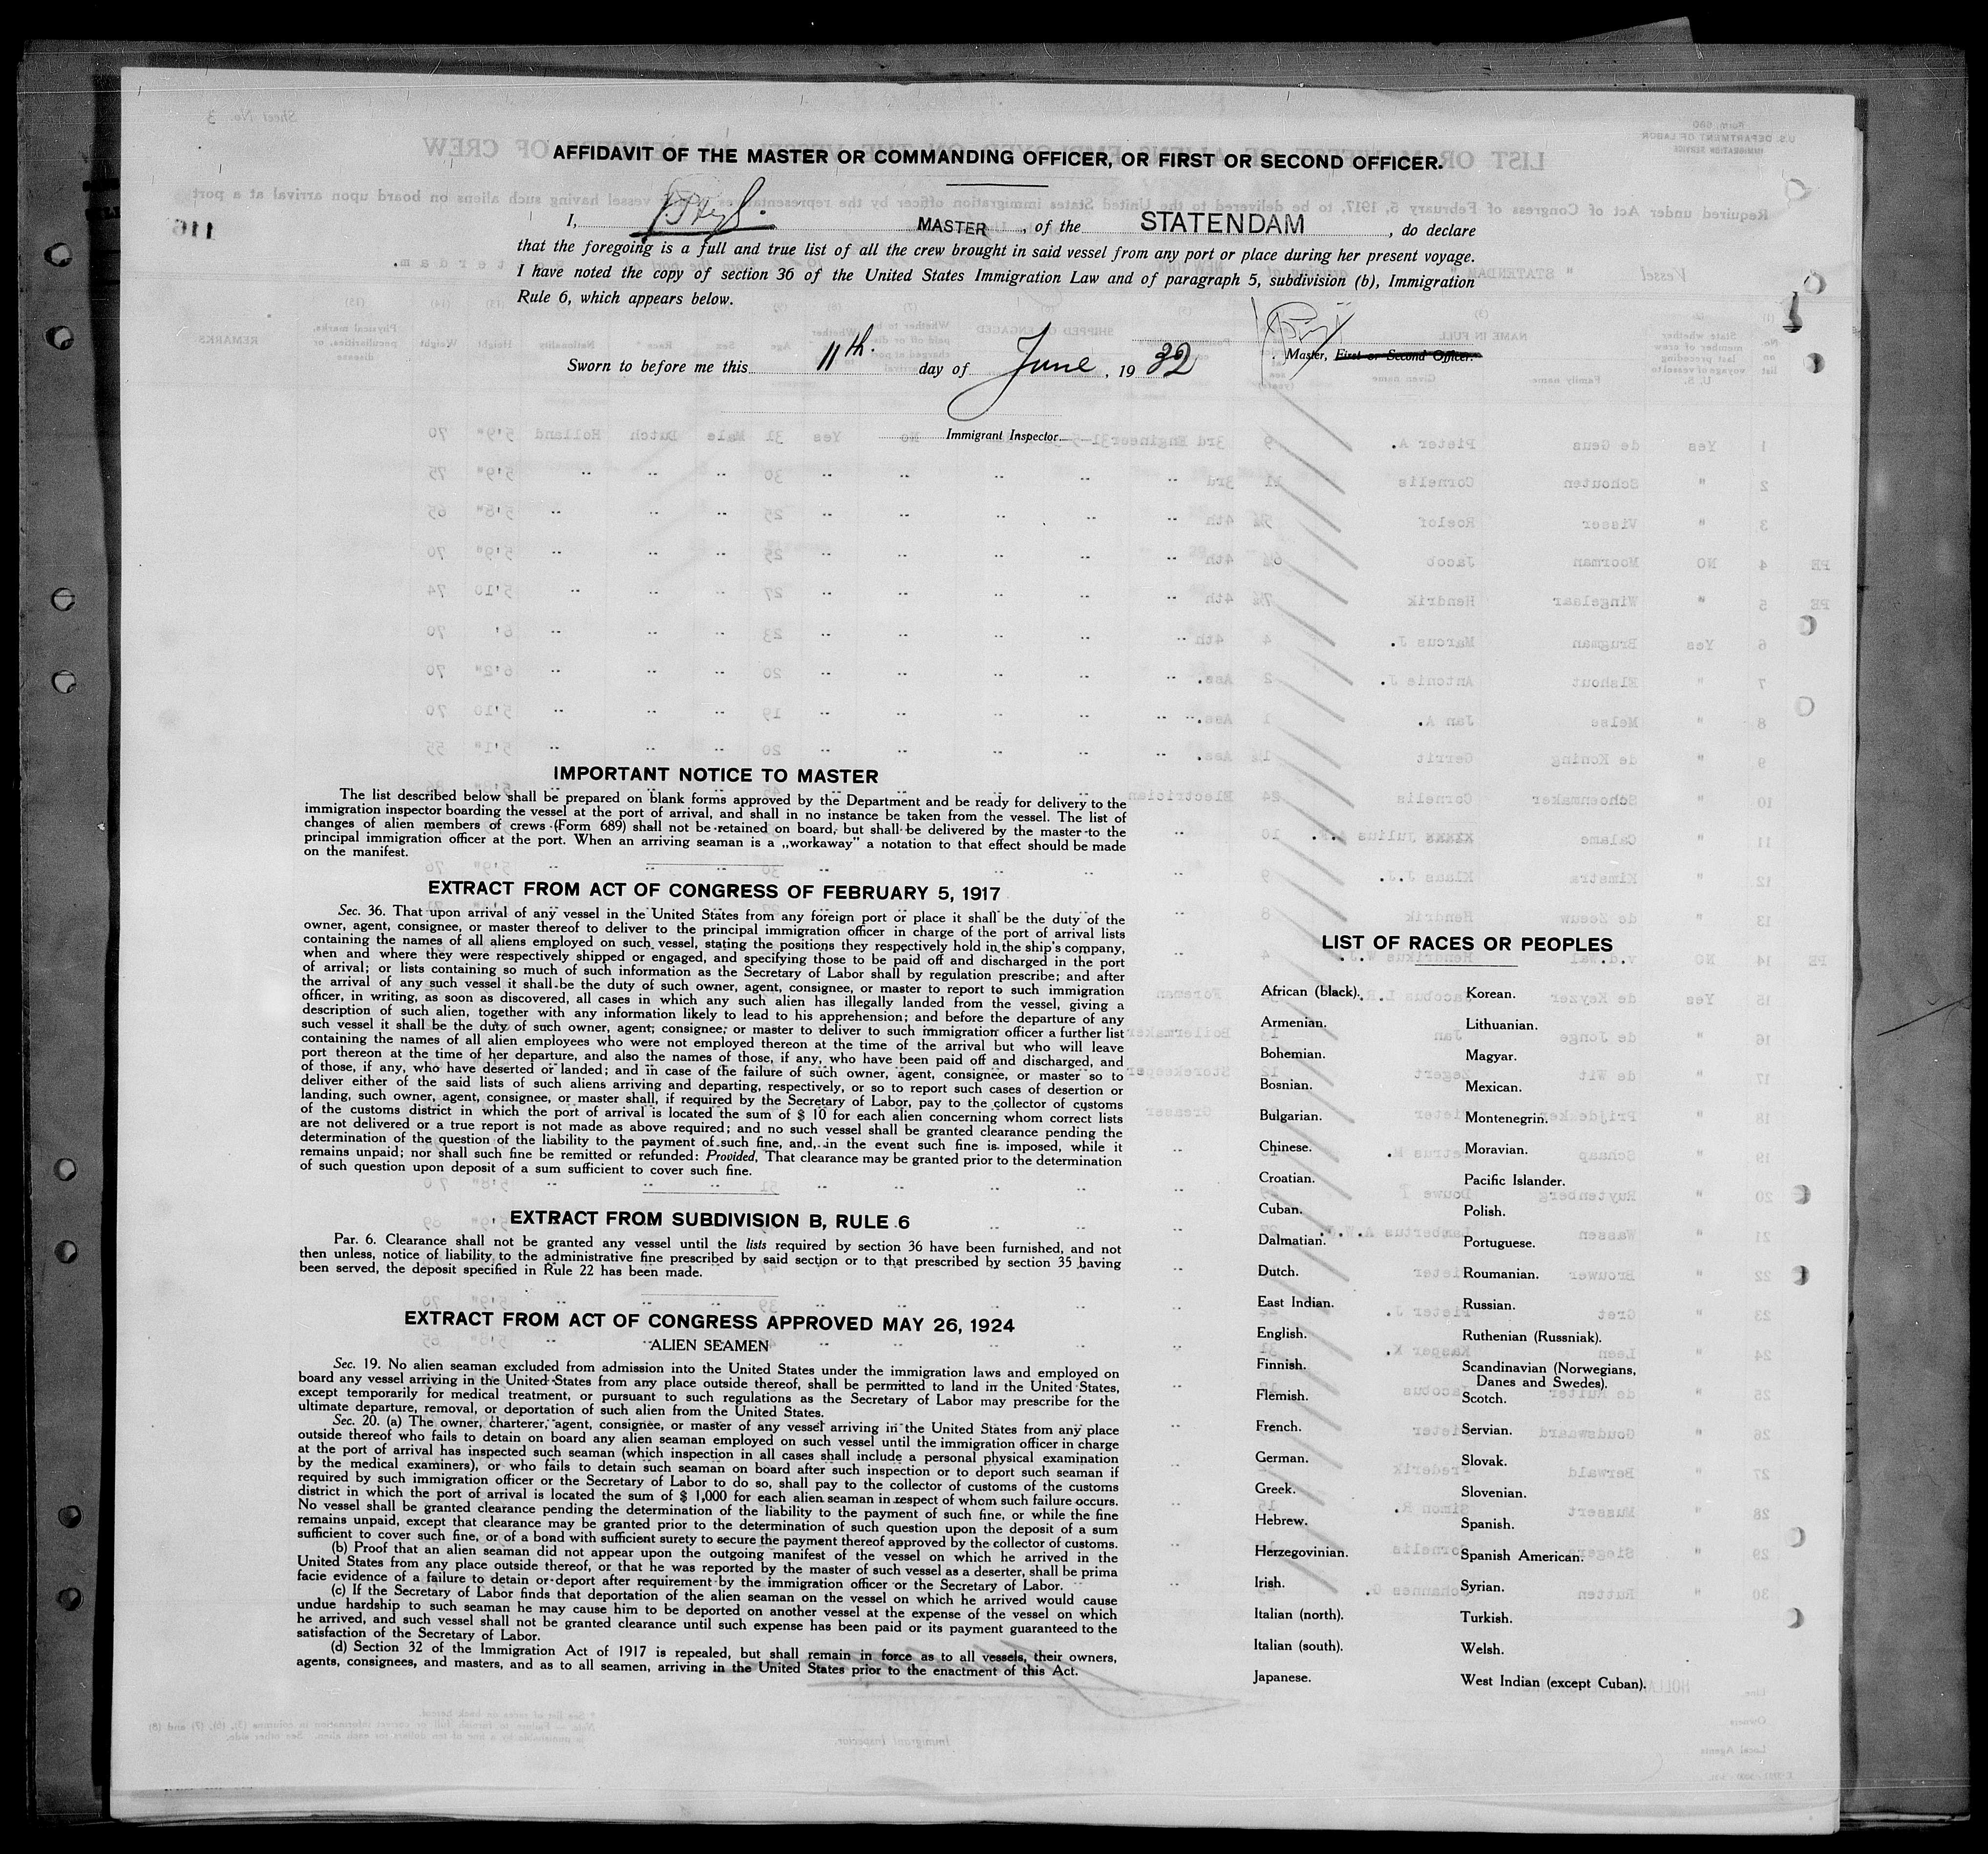 AFFIDAVIT OF THE MASTER OR COMMANDING OFFICER, OR FIRST OR SECOND OFFICER.
I, MASTER, of the STATENDAM, do declare
that the foregoing is a full and true list of all the crew brought in said vessel from any port or place during her present voyage.
I have noted the copy of section 36 of the United States Immigration Law and of paragraph 5, subdivision (b), Immigration
Rule 6, which appears below.
Master, First or Second Officer.
Sworn to before me this 11th. day of June, 19 32
Immigrant Inspector.
IMPORTANT NOTICE TO MASTER
The list described below shall be prepared on blank forms approved by the Department and be ready for delivery to the
immigration inspector boarding the vessel at the port of arrival, and shall in no instance be taken from the vessel. The list of
changes of alien members of crews (Form 689) shall not be retained on board, but shall be delivered by the master to the
principal immigration officer at the port. When an arriving seaman is a „workaway" a notation to that effect should be made
on the manifest.
EXTRACT FROM ACT OF CONGRESS OF FEBRUARY 5, 1917
Sec. 36. That upon arrival of any vessel in the United States from any foreign port or place it shall be the duty of the
owner, agent, consignee, or master thereof to deliver to the principal immigration officer in charge of the port of arrival lists
containing the names of all aliens employed on such vessel, stating the positions they respectively hold in the ship's company,
when and where they were respectively shipped or engaged, and specifying those to be paid off and discharged in the port
of arrival; or lists containing so much of such information as the Secretary of Labor shall by regulation prescribe; and after
the arrival of any such vessel it shall be the duty of such owner, agent, consignee, or master to report to such immigration
officer, in writing, as soon as discovered, all cases in which any such alien has illegally landed from the vessel, giving a
description of such alien, together with any information likely to lead to his apprehension; and before the departure of any
such vessel it shall be the duty of such owner, agent, consignee, or master to deliver to such immigration officer a further list
containing the names of all alien employees who were not employed thereon at the time of the arrival but who will leave
port thereon at the time of her departure, and also the names of those, if any, who have been paid off and discharged, and
of those, if any, who have deserted or landed; and in case of the failure of such owner, agent, consignee, or master so to
deliver either of the said lists of such aliens arriving and departing, respectively, or so to report such cases of desertion or
landing, such owner, agent, consignee, or master shall, if required by the Secretary of Labor, pay to the collector of customs
of the customs district in which the port of arrival is located the sum of $ 10 for each alien concerning whom correct lists
are not delivered or a true report is not made as above required; and no such vessel shall be granted clearance pending the
determination of the question of the liability to the payment of such fine, and, in the event such fine is imposed, while it
remains unpaid; nor shall such fine be remitted or refunded: Provided, That clearance may be granted prior to the determination
of such question upon deposit of a sum sufficient to cover such fine.
EXTRACT FROM SUBDIVISION B, RULE 6
Par. 6. Clearance shall not be granted any vessel until the lists required by section 36 have been furnished, and not
then unless, notice of liability to the administrative fine prescribed by said section or to that prescribed by section 35 having
been served, the deposit specified in Rule 22 has been made.
EXTRACT FROM ACT OF CONGRESS APPROVED MAY 26, 1924
ALIEN SEAMEN
Sec. 19. No alien seaman excluded from admission into the United States under the immigration laws and employed on
board any vessel arriving in the United States from any place outside thereof, shall be permitted to land in the United States,
except temporarily for medical treatment, or pursuant to such regulations as the Secretary of Labor may prescribe for the
ultimate departure, removal, or deportation of such alien from the United States.
Sec. 20. (a) The owner, charterer, agent, consignee, or master of any vessel arriving in the United States from any place
outside thereof who fails to detain on board any alien seaman employed on such vessel until the immigration officer in charge
at the port of arrival has inspected such seaman (which inspection in all cases shall include a personal physical examination
by the medical examiners), or who fails to detain such seaman on board after such inspection or to deport such seaman if
required by such immigration officer or the Secretary of Labor to do so, shall pay to the collector of customs of the customs
district in which the port of arrival is located the sum of $ 1,000 for each alien seaman in respect of whom such failure occurs.
No vessel shall be granted clearance pending the determination of the liability to the payment of such fine, or while the fine
remains unpaid, except that clearance may be granted prior to the determination of such question upon the deposit of a sum
sufficient to cover such fine, or of a boad with sufficient surety to secure the payment thereof approved by the collector of customs.
(b) Proof that an alien seaman did not appear upon the outgoing manifest of the vessel on which he arrived in the
United States from any place outside thereof, or that he was reported by the master of such vessel as a deserter, shall be prima
facie evidence of a failure to detain or deport after requirement by the immigration officer or the Secretary of Labor.
(c) If the Secretary of Labor finds that deportation of the alien seaman on the vessel on which he arrived would cause
undue hardship to such seaman he may cause him to be deported on another vessel at the expense of the vessel on which
he arrived, and such vessel shall not be granted clearance until such expense has been paid or its payment guaranteed to the
satisfaction of the Secretary of Labor.
(d) Section 32 of the Immigration Act of 1917 is repealed, but shall remain in force as to all vessels, their owners,
agents, consignees, and masters, and as to all seamen, arriving in the United States prior to the enactment of this Act.
LIST OF RACES OR PEOPLES
African (black).
Armenian.
Bohemian.
Bosnian.
Bulgarian.
Chinese.
Croatian.
Cuban.
Dalmatian.
Dutch.
East Indian.
English.
Finnish.
Flemish.
French.
German.
Greek.
Hebrew.
Herzegovinian.
Irish.
Italian (north).
Italian (south).
Japanese.
Korean.
Lithuanian.
Magyar.
Mexican.
Montenegrin.
Moravian.
Pacific Islander.
Polish.
Portuguese.
Roumanian.
Russian.
Ruthenian (Russniak).
Scandinavian (Norwegians,
Danes and Swedes).
Scotch.
Servian.
Slovak.
Slovenian.
Spanish.
Spanish American.
Syrian.
Turkish.
Welsh.
West Indian (except Cuban).